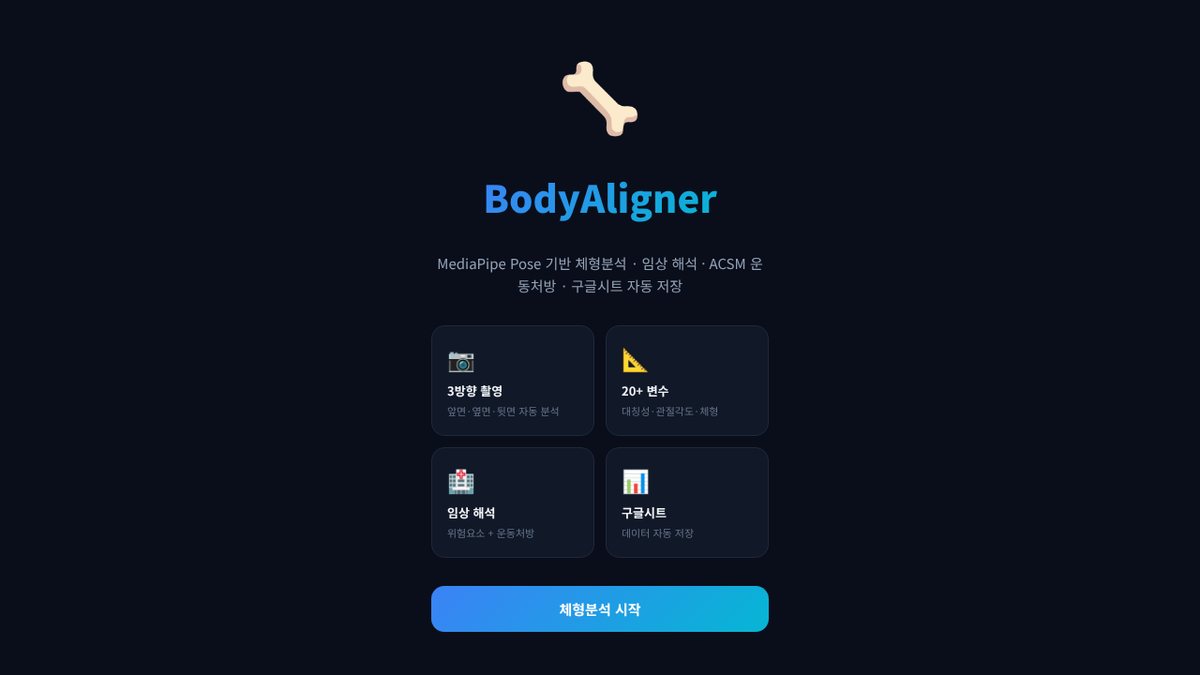 BodyAligner
MediaPipe Pose 기반 체형분석 · 임상 해석 · ACSM 운
동처방 · 구글시트 자동 저장
3방향 촬영
앞면·옆면·뒷면 자동 분석
20+ 변수
대칭성·관절각도·체형
임상 해석
위험요소 + 운동처방
구글시트
데이터 자동 저장
체형분석 시작